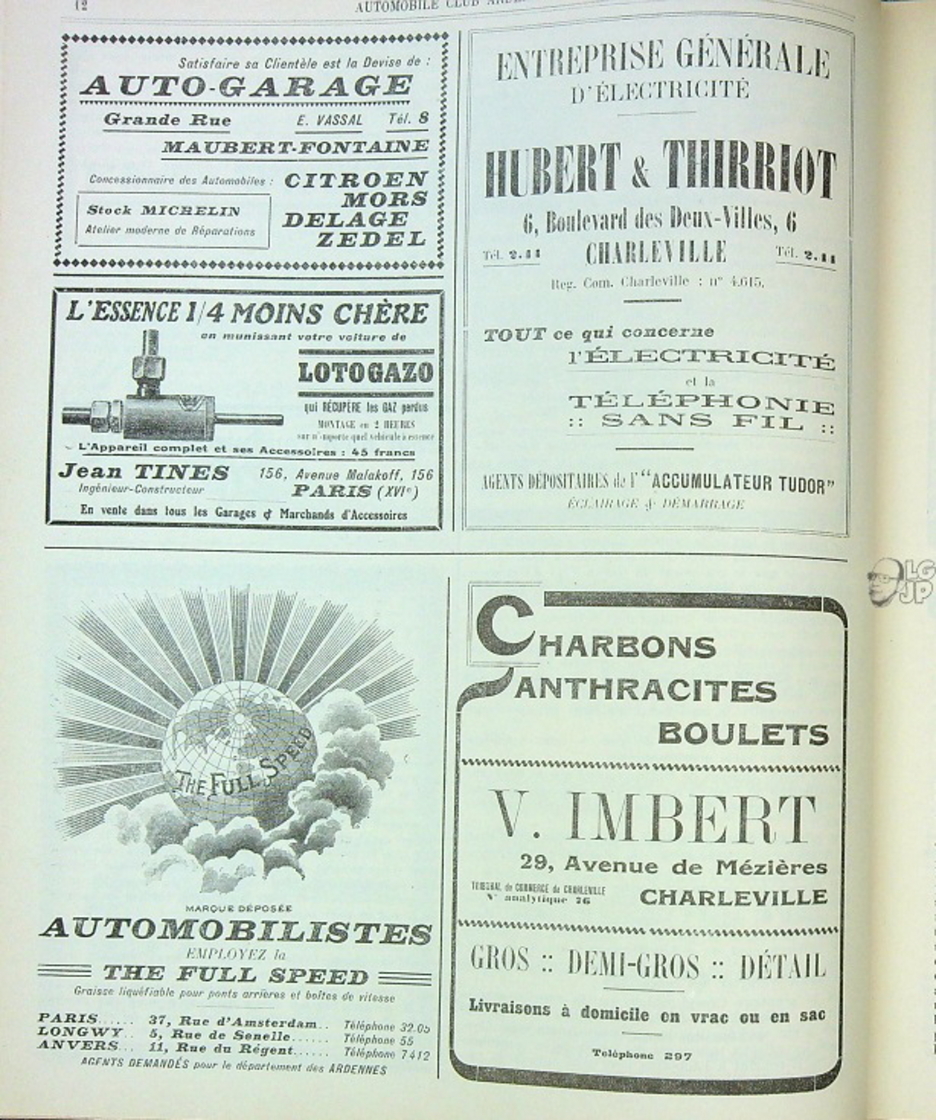 12
AUTOMOBILE CLUB
Satisfaire sa Clientèle est la Devise de :
AUTO-GARAGE
Grande Rue E. VASSAL Tél. 8
MAUBERT-FONTAINE
Concessionnaire des Automobiles : CITROEN
MORS
DELAGE
ZEDEL
Stock MICHELIN
Atelier moderne de Réparations
L'ESSENCE 1/4 MOINS CHÈRE
en munissant votre voiture de
LOTOGAZO
qui RÉCUPÈRE les GAZ perdus
MONTAGE en 2 HEURES
sur n'importe quel véhicule à essence
L'Appareil complet et ses Accessoires : 45 francs
Jean TINES 156, Avenue Malakoff, 156
Ingénieur-Constructeur PARIS (XVIe)
En vente dans tous les Garages & Marchands d'Accessoires
ENTREPRISE GÉNÉRALE
D'ÉLECTRICITÉ
HUBERT & THIRRIOT
6, Boulevard des Deux-Villes, 6
Tél. 2.11 CHARLEVILLE Tél. 2.11
Reg. Com. Charleville : n° 4.615.
TOUT ce qui concerne
l'ÉLECTRICITÉ
et la
TÉLÉPHONIE
:: SANS FIL ::
AGENTS DÉPOSITAIRES de l' "ACCUMULATEUR TUDOR"
ÉCLAIRAGE & DÉMARRAGE
THE FULL SPEED
MARQUE DÉPOSÉE
AUTOMOBILISTES
EMPLOYEZ la
THE FULL SPEED
Graisse liquéfiable pour ponts arrières et boîtes de vitesse
PARIS...... 37, Rue d'Amsterdam.. Téléphone 32.05
LONGWY.. 5, Rue de Senelle...... Téléphone 55
ANVERS... 11, Rue du Régent...... Téléphone 7412
AGENTS DEMANDÉS pour le département des ARDENNES
CHARBONS
ANTHRACITES
BOULETS
V. IMBERT
29, Avenue de Mézières
TRIBUNAL de COMMERCE de CHARLEVILLE
N° analytique 26
CHARLEVILLE
GROS :: DEMI-GROS :: DÉTAIL
Livraisons à domicile en vrac ou en sac
Téléphone 297
LG
JP